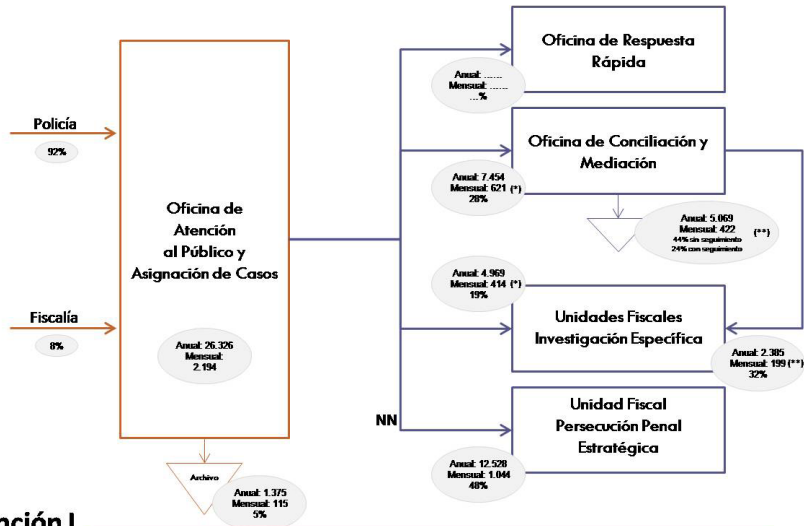 Policía
92%
Fiscalía
8%
Oficina de
Atención
al Público y
Asignación de Casos
Anual: 26.326
Mensual:
2.194
Archivo
Anual: 1.375
Mensual: 115
5%
Oficina de Respuesta
Rápida
Anual: ......
Mensual: ......
...%
Oficina de Conciliación y
Mediación
Anual: 7.454
Mensual: 621 (*)
28%
Anual: 5.069
Mensual: 422 (**)
44% sin seguimiento
24% con seguimiento
Anual: 4.969
Mensual: 414 (*)
19%
Unidades Fiscales
Investigación Específica
Anual: 2.385
Mensual: 199 (**)
32%
NN
Unidad Fiscal
Persecución Penal
Estratégica
Anual: 12.528
Mensual: 1.044
48%